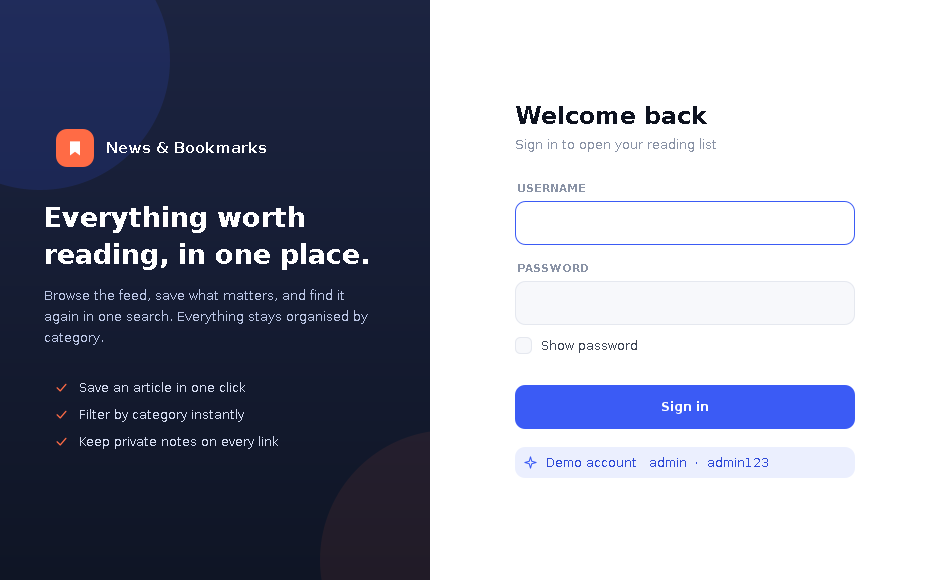 News & Bookmarks
Everything worth
reading, in one place.
Browse the feed, save what matters, and find it
again in one search. Everything stays organised by
category.
Save an article in one click
Filter by category instantly
Keep private notes on every link
Welcome back
Sign in to open your reading list
USERNAME
PASSWORD
Show password
Sign in
Demo account admin · admin123